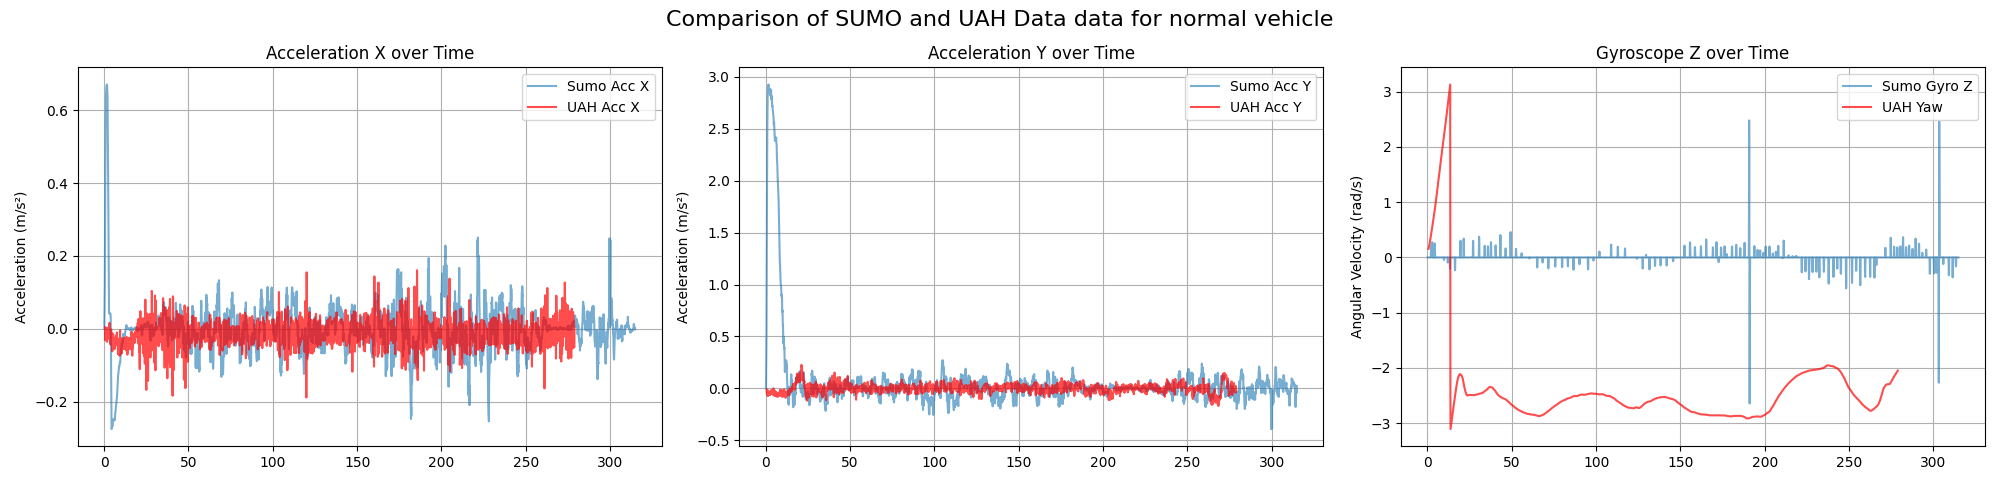 Comparison of SUMO and UAH Data data for normal vehicle
Acceleration X over Time
Acceleration (m/s²)
0.6
0.4
0.2
0.0
−0.2
0 50 100 150 200 250 300
Sumo Acc X
UAH Acc X
Acceleration Y over Time
Acceleration (m/s²)
3.0
2.5
2.0
1.5
1.0
0.5
0.0
−0.5
0 50 100 150 200 250 300
Sumo Acc Y
UAH Acc Y
Gyroscope Z over Time
Angular Velocity (rad/s)
3
2
1
0
−1
−2
−3
0 50 100 150 200 250 300
Sumo Gyro Z
UAH Yaw